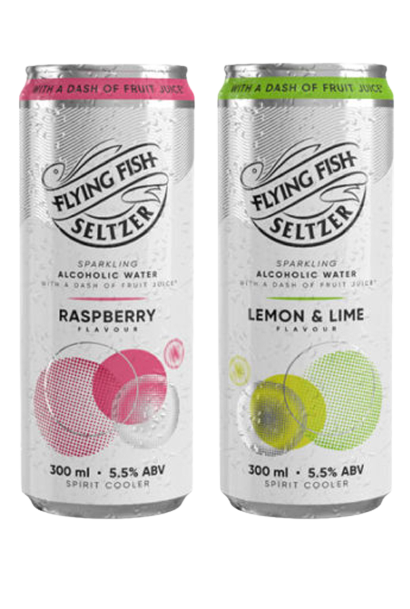 WITH A DASH OF FRUIT JUICE*
FLYING FISH
SELTZER
SPARKLING
ALCOHOLIC WATER
WITH A DASH OF FRUIT JUICE*
RASPBERRY
FLAVOUR
300 ml • 5.5% ABV
SPIRIT COOLER
WITH A DASH OF FRUIT JUICE*
FLYING FISH
SELTZER
SPARKLING
ALCOHOLIC WATER
WITH A DASH OF FRUIT JUICE*
LEMON & LIME
FLAVOUR
300 ml • 5.5% ABV
SPIRIT COOLER